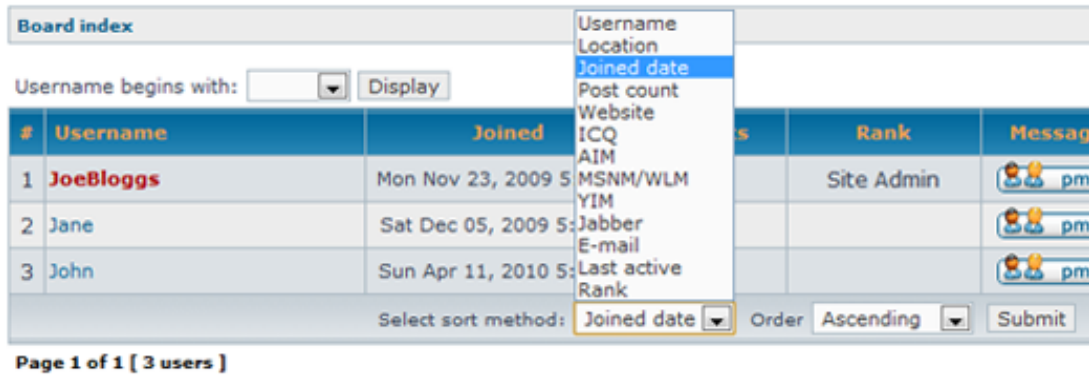 Board index
Username begins with: Display
Username
Location
Joined date
Post count
Website
ICQ
AIM
MSNM/WLM
YIM
Jabber
E-mail
Last active
Rank
# Username Joined Rank
1 JoeBloggs Mon Nov 23, 2009 5 Site Admin pm
2 Jane Sat Dec 05, 2009 5: pm
3 John Sun Apr 11, 2010 5: pm
Select sort method: Joined date Order Ascending Submit
Page 1 of 1 [ 3 users ]